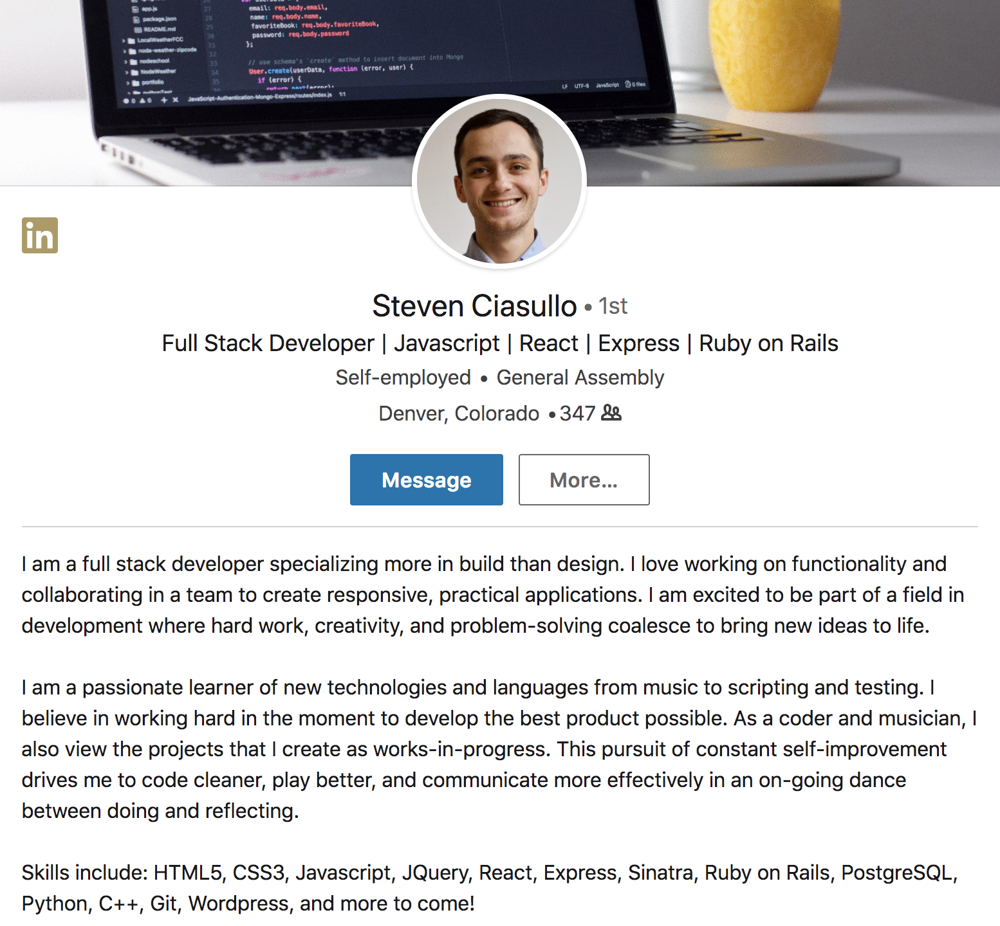 app.js
package.json
README.md
LocalWeatherFCC
node-weather-zipcode
nodeschool
NodeWeather
portfolio
27 email: req.body.email,
28 name: req.body.name,
29 favoriteBook: req.body.favoriteBook,
30 password: req.body.password
31 };
32
33 // use schema's `create` method to insert document into Mongo
34 User.create(userData, function (error, user) {
35 if (error) {
return next(error);
0 0 JavaScript-Authentication-Mongo-Express/routes/index.js 1:1
LF UTF-8 JavaScript 0 files
in
Steven Ciasullo • 1st
Full Stack Developer | Javascript | React | Express | Ruby on Rails
Self-employed • General Assembly
Denver, Colorado • 347
Message
More...
I am a full stack developer specializing more in build than design. I love working on functionality and
collaborating in a team to create responsive, practical applications. I am excited to be part of a field in
development where hard work, creativity, and problem-solving coalesce to bring new ideas to life.
I am a passionate learner of new technologies and languages from music to scripting and testing. I
believe in working hard in the moment to develop the best product possible. As a coder and musician, I
also view the projects that I create as works-in-progress. This pursuit of constant self-improvement
drives me to code cleaner, play better, and communicate more effectively in an on-going dance
between doing and reflecting.
Skills include: HTML5, CSS3, Javascript, JQuery, React, Express, Sinatra, Ruby on Rails, PostgreSQL,
Python, C++, Git, Wordpress, and more to come!